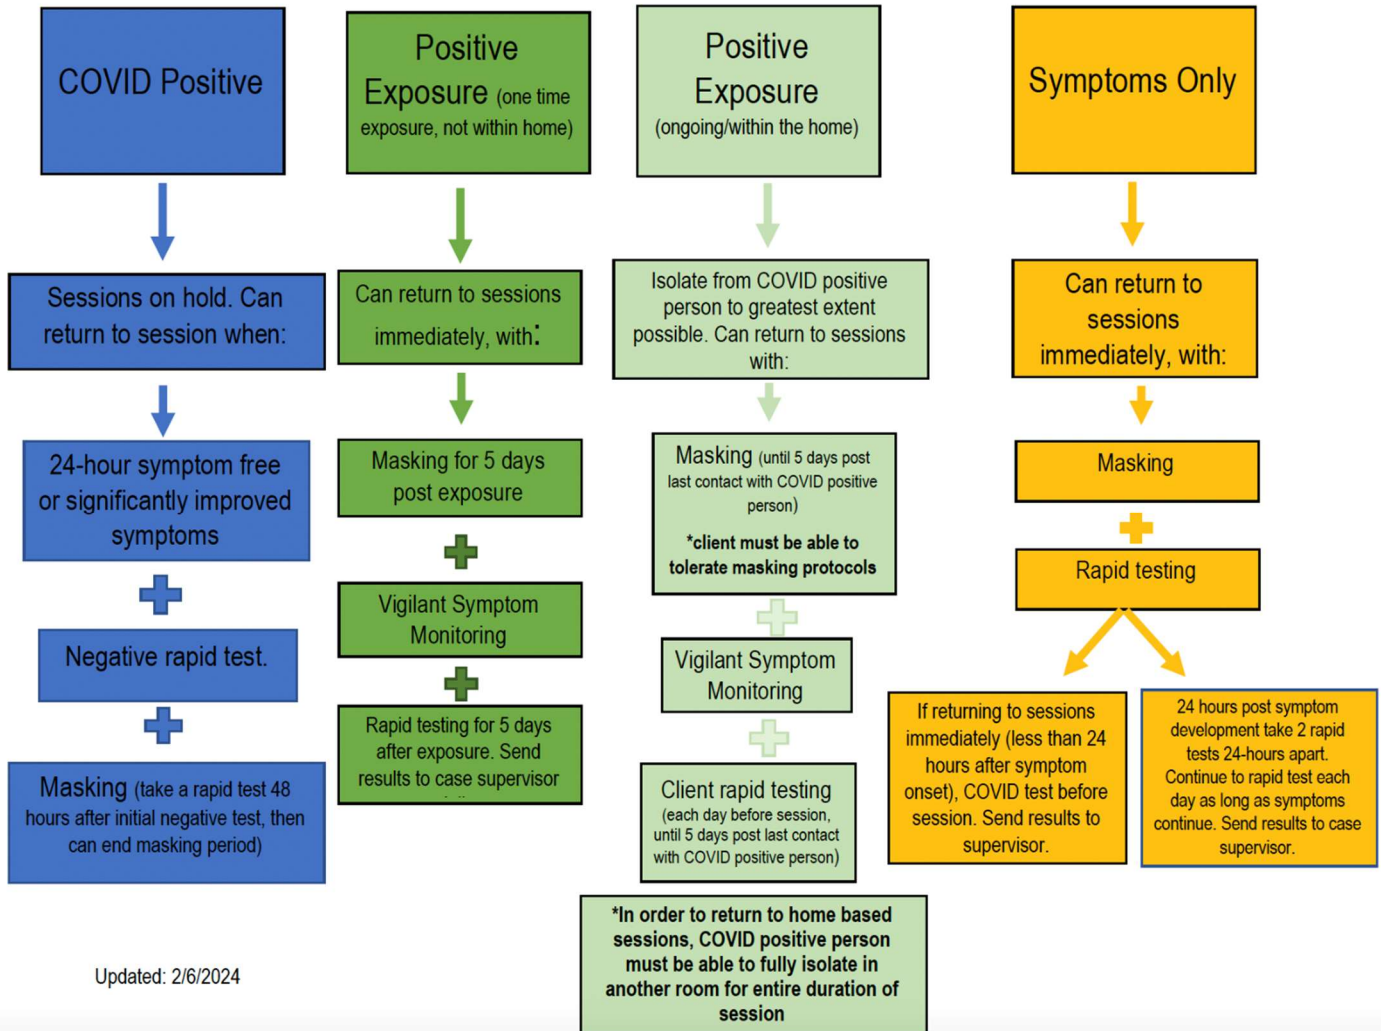 COVID Positive
Sessions on hold. Can
return to session when:
24-hour symptom free
or significantly improved
symptoms
Negative rapid test.
Masking (take a rapid test 48
hours after initial negative test, then
can end masking period)
Updated: 2/6/2024
Positive
Exposure (one time
exposure, not within home)
Can return to sessions
immediately, with:
Masking for 5 days
post exposure
Vigilant Symptom
Monitoring
Rapid testing for 5 days
after exposure. Send
results to case supervisor
Positive
Exposure
(ongoing/within the home)
Isolate from COVID positive
person to greatest extent
possible. Can return to sessions
with:
Masking (until 5 days post
last contact with COVID positive
person)
*client must be able to
tolerate masking protocols
Vigilant Symptom
Monitoring
Client rapid testing
(each day before session,
until 5 days post last contact
with COVID positive person)
*In order to return to home based
sessions, COVID positive person
must be able to fully isolate in
another room for entire duration of
session
Symptoms Only
Can return to
sessions
immediately, with:
Masking
Rapid testing
If returning to sessions
immediately (less than 24
hours after symptom
onset), COVID test before
session. Send results to
supervisor.
24 hours post symptom
development take 2 rapid
tests 24-hours apart.
Continue to rapid test each
day as long as symptoms
continue. Send results to case
supervisor.